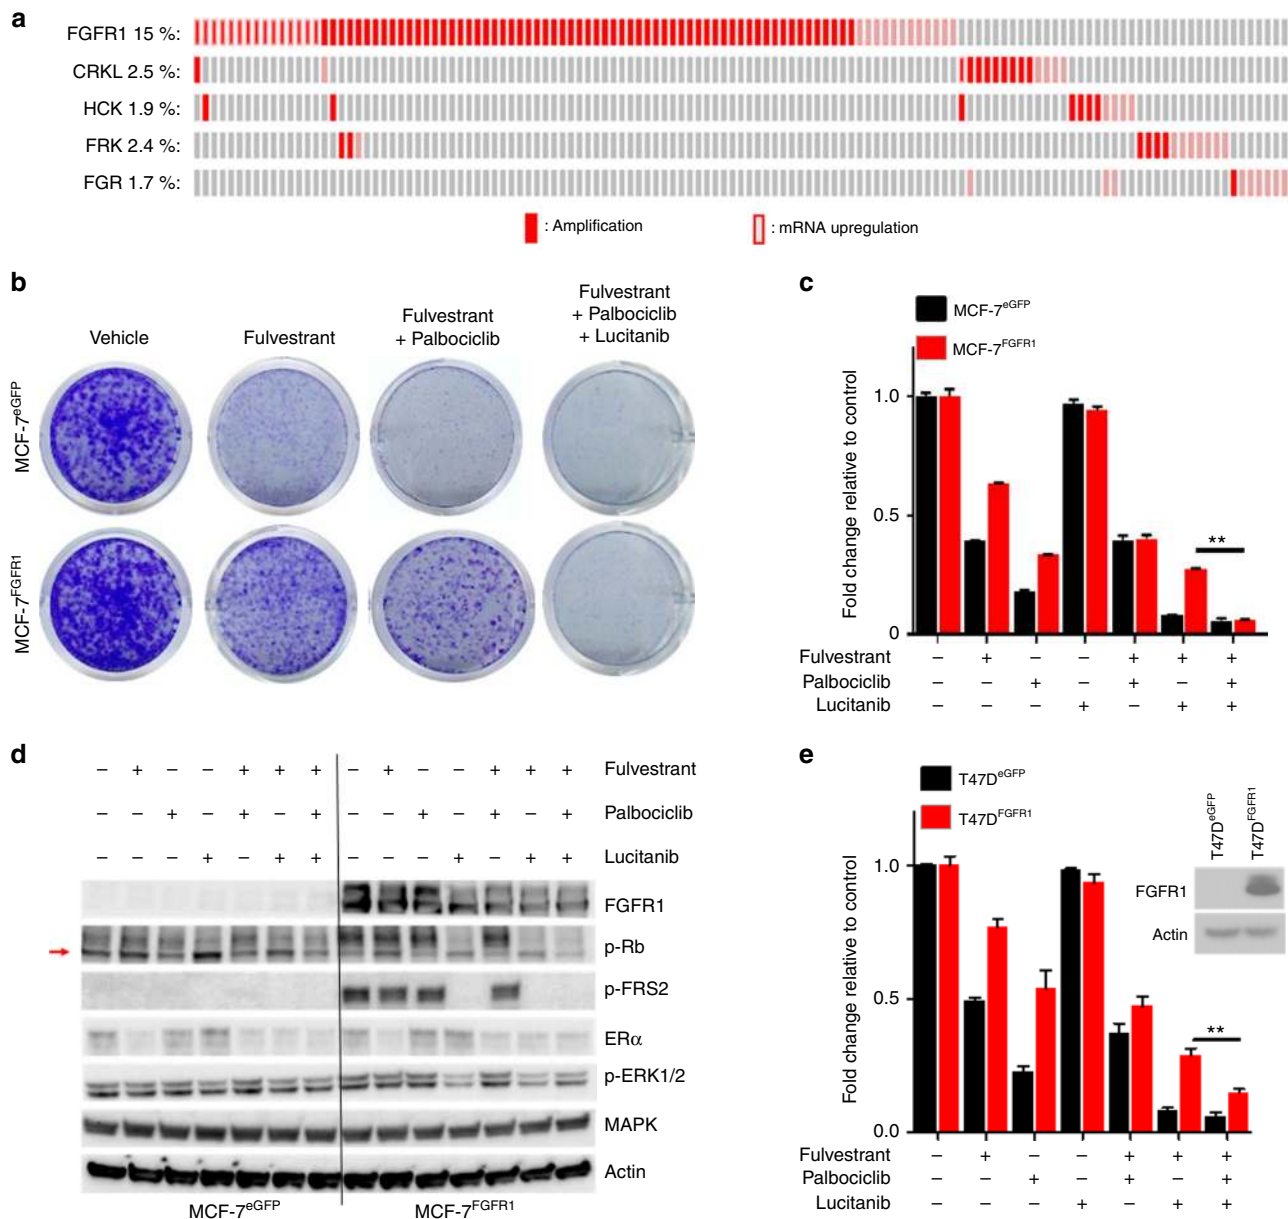 a
FGFR1 15 %:
CRKL 2.5 %:
HCK 1.9 %:
FRK 2.4 %:
FGR 1.7 %:
: Amplification
: mRNA upregulation
b
Vehicle
Fulvestrant
Fulvestrant
+ Palbociclib
Fulvestrant
+ Palbociclib
+ Lucitanib
MCF-7eGFP
MCF-7FGFR1
c
MCF-7eGFP
MCF-7FGFR1
Fold change relative to control
1.0
0.5
0
**
Fulvestrant – + – – + + +
Palbociclib – – + – + – +
Lucitanib – – – + – + +
d
– + – – + + + – + – – + + + Fulvestrant
– – + – + – + – – + – + – + Palbociclib
– – – + – + + – – – + – + + Lucitanib
FGFR1
p-Rb
p-FRS2
ERα
p-ERK1/2
MAPK
Actin
MCF-7eGFP
MCF-7FGFR1
e
T47DeGFP
T47DFGFR1
Fold change relative to control
1.0
0.5
0.0
**
T47DeGFP
T47DFGFR1
FGFR1
Actin
Fulvestrant – + – – + + +
Palbociclib – – + – + – +
Lucitanib – – – + – + +